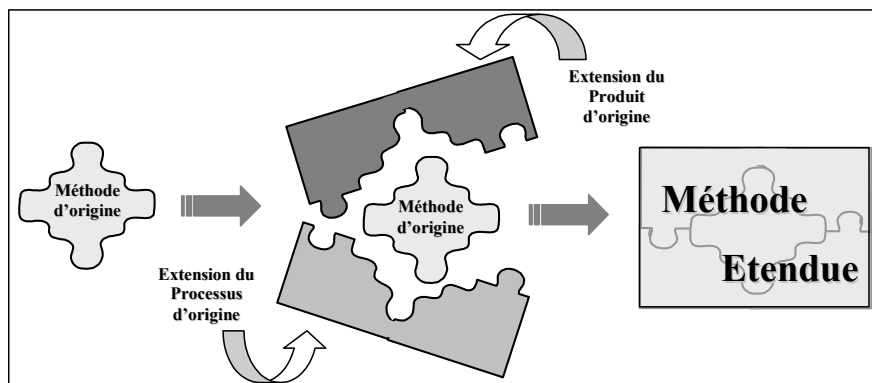 Méthode
d'origine
Extension du
Processus
d'origine
Méthode
d'origine
Extension du
Produit
d'origine
Méthode
Etendue